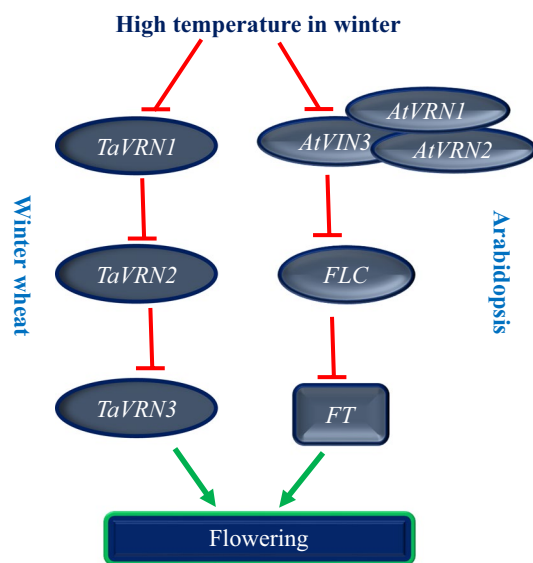 High temperature in winter
TaVRN1
AtVIN3
AtVRN1
AtVRN2
Winter wheat
Arabidopsis
TaVRN2
FLC
TaVRN3
FT
Flowering